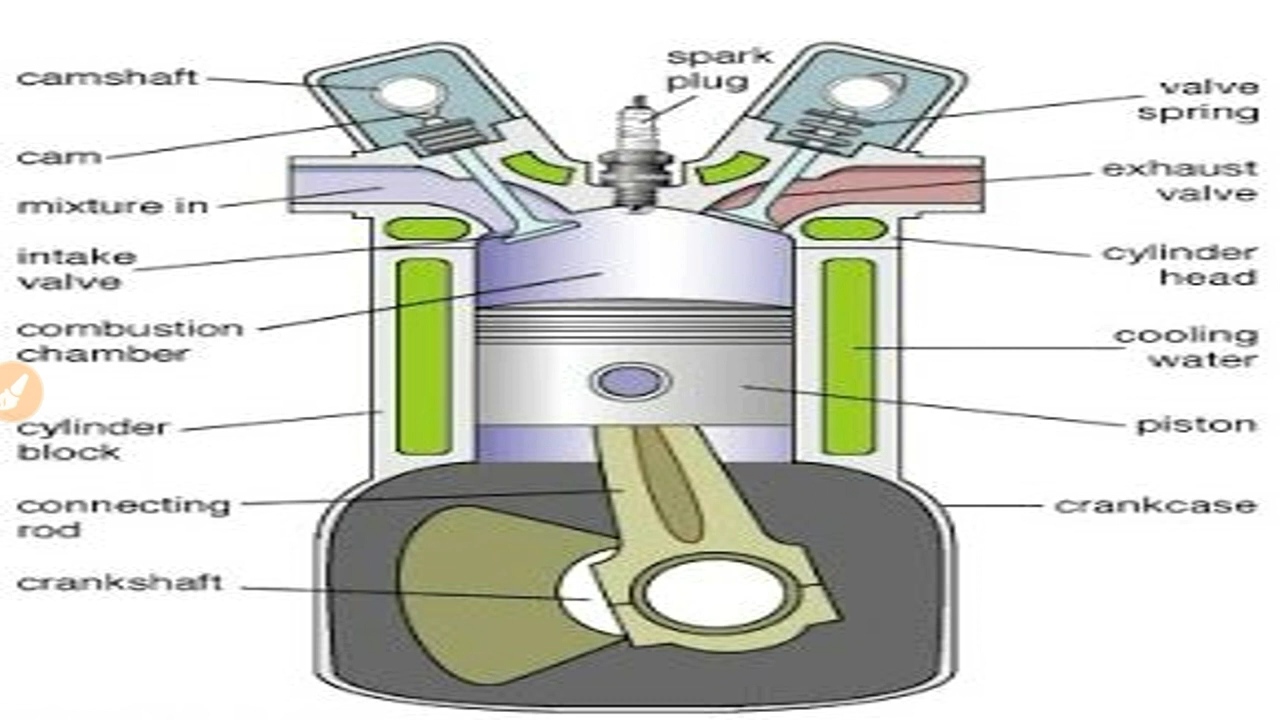 camshaft
cam
mixture in
intake
valve
combustion
chamber
cylinder
block
connecting
rod
crankshaft
spark
plug
valve
spring
exhaust
valve
cylinder
head
cooling
water
piston
crankcase